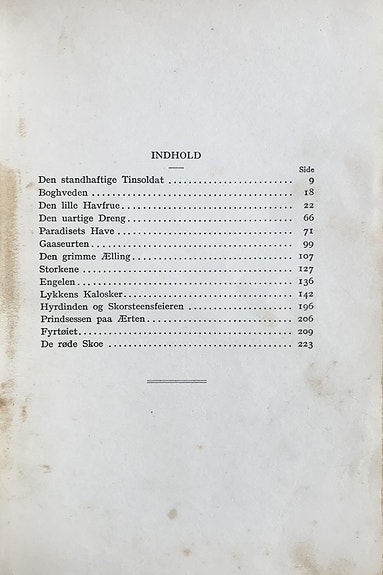 INDHOLD
Side
Den standhaftige Tinsoldat ........................ 9
Boghveden ........................................ 18
Den lille Havfrue.................................. 22
Den uartige Dreng................................. 66
Paradisets Have ................................... 71
Gaaseurten........................................ 99
Den grimme Ælling............................... 107
Storkene ......................................... 127
Engelen.......................................... 136
Lykkens Kalosker................................. 142
Hyrdinden og Skorsteensfeieren .................... 196
Prindsessen paa Ærten............................. 206
Fyrtøiet........................................... 209
De røde Skoe ..................................... 223